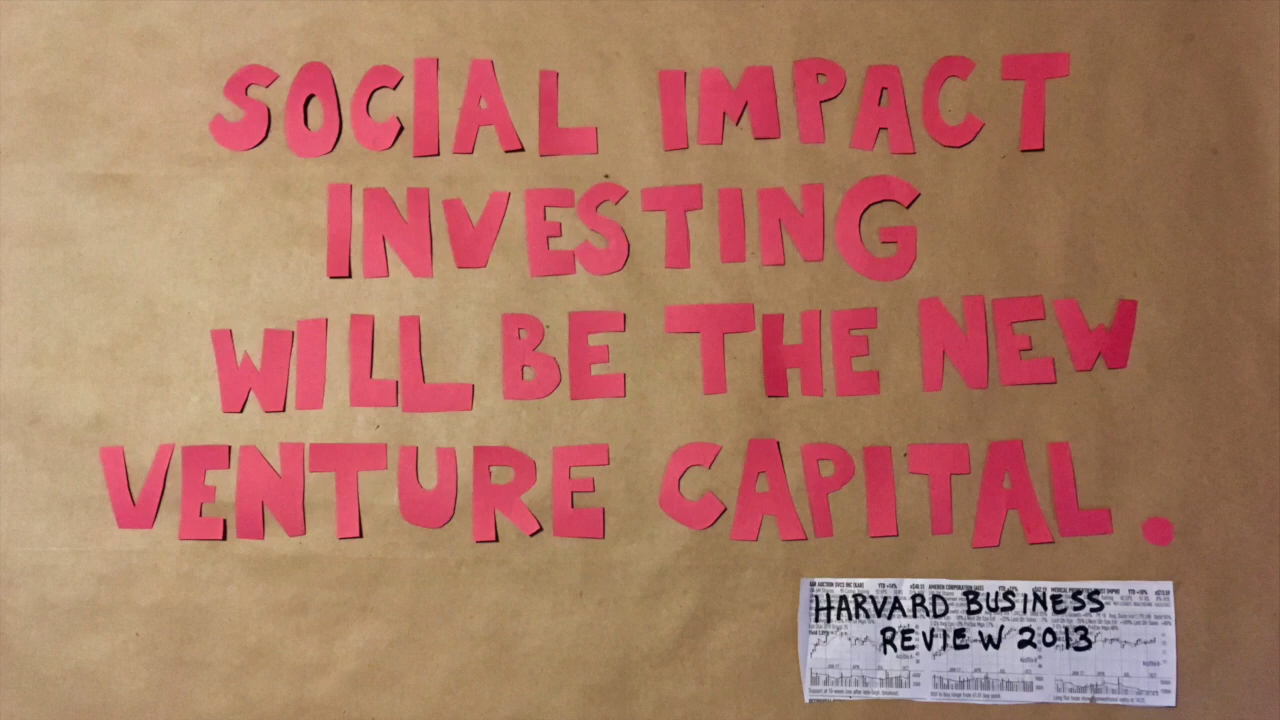 SOCIAL IMPACT
INVESTING
WILL BE THE NEW
VENTURE CAPITAL.
HARVARD BUSINESS
REVIEW 2013